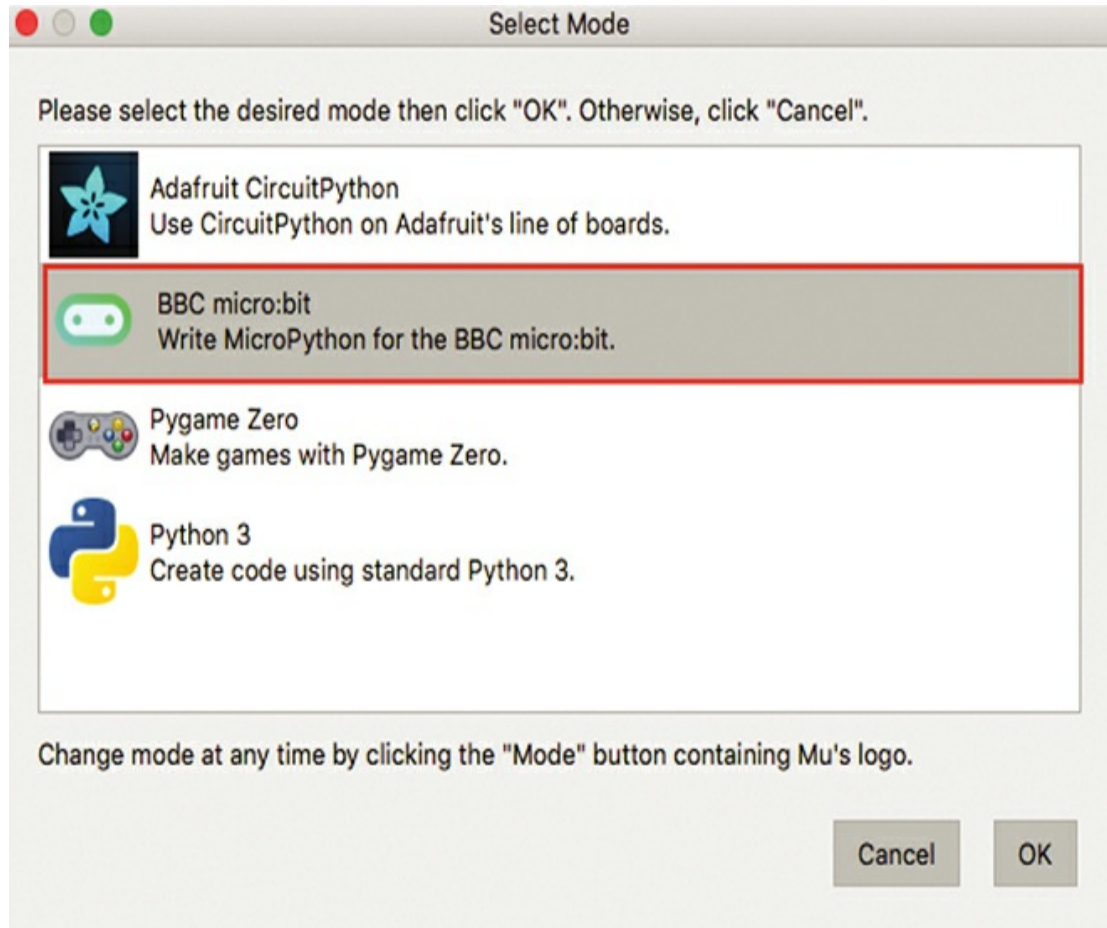 Select Mode
Please select the desired mode then click "OK". Otherwise, click "Cancel".
Adafruit CircuitPython
Use CircuitPython on Adafruit's line of boards.
BBC micro:bit
Write MicroPython for the BBC micro:bit.
Pygame Zero
Make games with Pygame Zero.
Python 3
Create code using standard Python 3.
Change mode at any time by clicking the "Mode" button containing Mu's logo.
Cancel OK